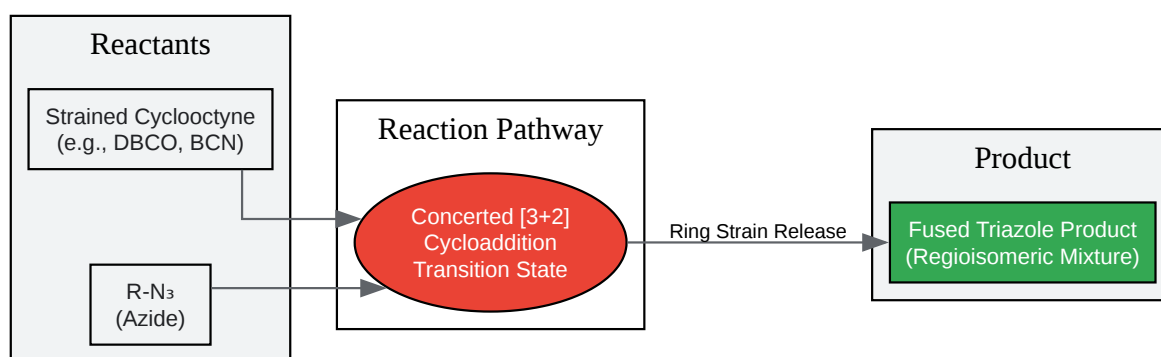 Reactants
Strained Cyclooctyne
(e.g., DBCO, BCN)
R-N₃
(Azide)
Reaction Pathway
Concerted [3+2]
Cycloaddition
Transition State
Ring Strain Release
Product
Fused Triazole Product
(Regioisomeric Mixture)